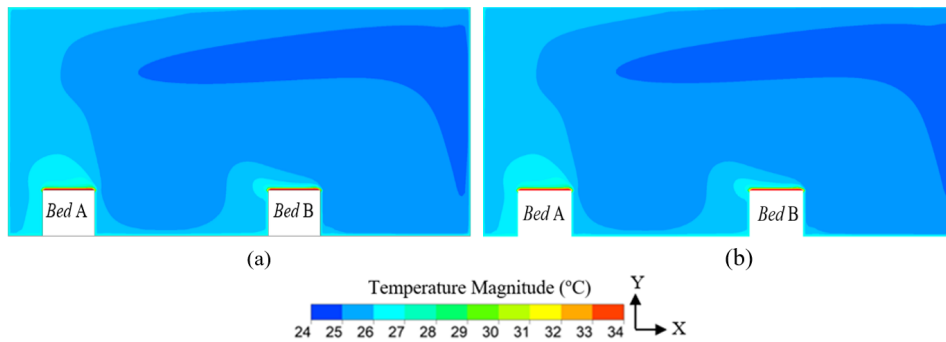 Bed A
Bed B
Bed A
Bed B
(a)
(b)
Temperature Magnitude (°C)
24 25 26 27 28 29 30 31 32 33 34
Y
X